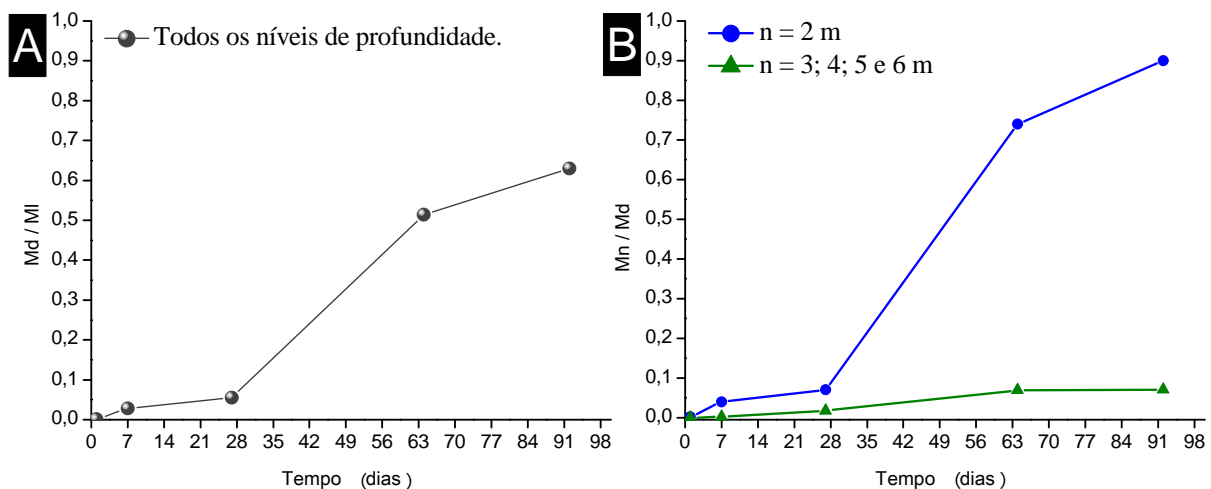 A
Todos os níveis de profundidade.
1,0
0,9
0,8
0,7
0,6
0,5
0,4
0,3
0,2
0,1
0,0
Md / Ml
0 7 14 21 28 35 42 49 56 63 70 77 84 91 98
Tempo (dias )
B
n = 2 m
n = 3; 4; 5 e 6 m
1,0
0,9
0,8
0,7
0,6
0,5
0,4
0,3
0,2
0,1
0,0
Mn / Md
0 7 14 21 28 35 42 49 56 63 70 77 84 91 98
Tempo (dias )